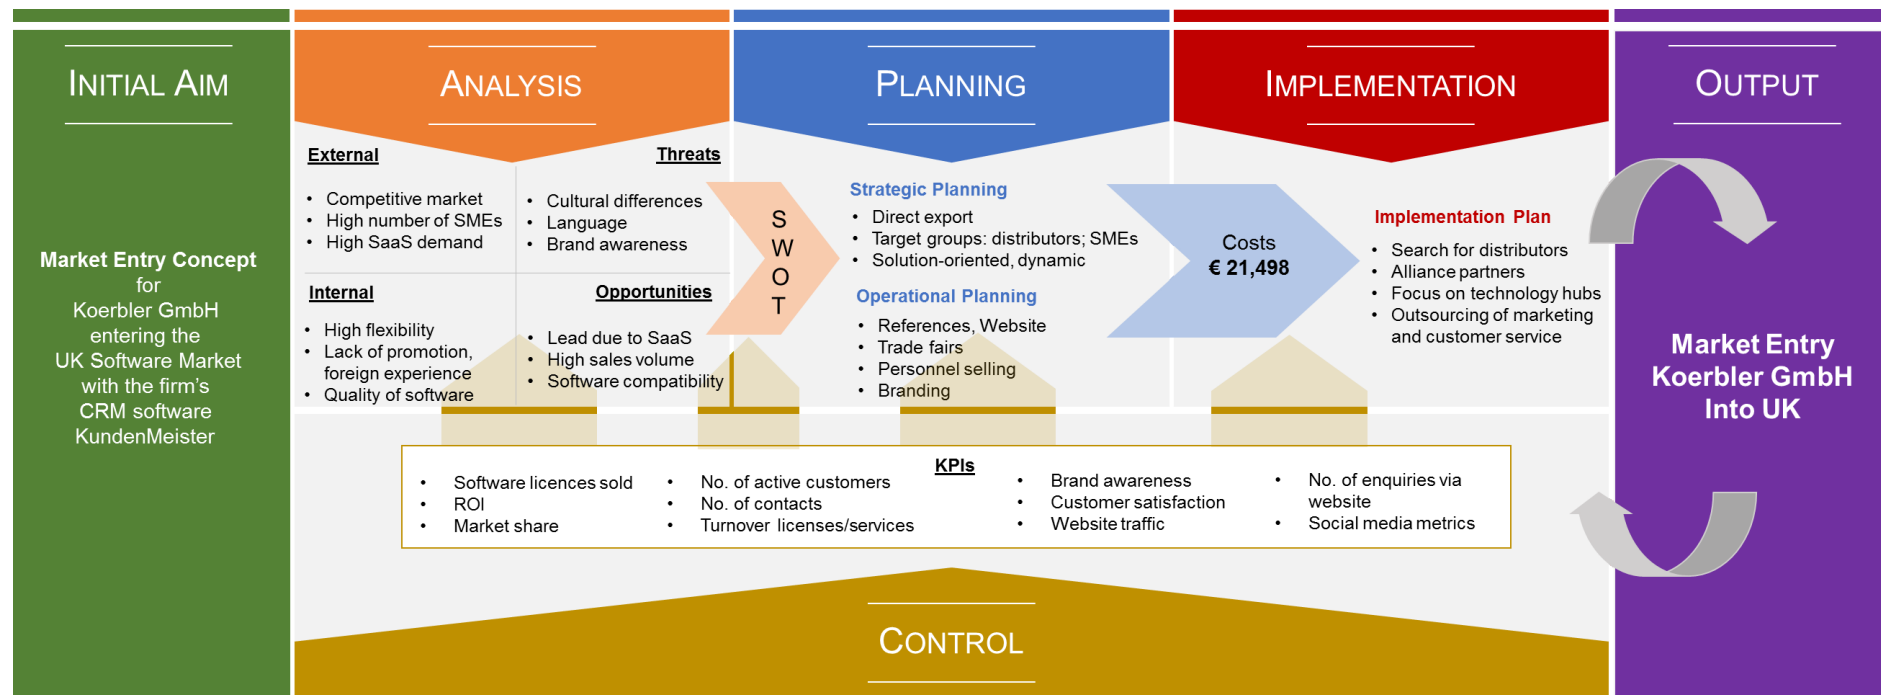 INITIAL AIM
Market Entry Concept
for
Koerbler GmbH
entering the
UK Software Market
with the firm's
CRM software
KundenMeister
ANALYSIS
External
• Competitive market
• High number of SMEs
• High SaaS demand
Threats
• Cultural differences
• Language
• Brand awareness
Internal
• High flexibility
• Lack of promotion,
foreign experience
• Quality of software
Opportunities
• Lead due to SaaS
• High sales volume
• Software compatibility
S
W
O
T
PLANNING
Strategic Planning
• Direct export
• Target groups: distributors; SMEs
• Solution-oriented, dynamic
Operational Planning
• References, Website
• Trade fairs
• Personnel selling
• Branding
Costs
€ 21,498
IMPLEMENTATION
Implementation Plan
• Search for distributors
• Alliance partners
• Focus on technology hubs
• Outsourcing of marketing
and customer service
OUTPUT
Market Entry
Koerbler GmbH
Into UK
KPIs
• Software licences sold
• ROI
• Market share
• No. of active customers
• No. of contacts
• Turnover licenses/services
• Brand awareness
• Customer satisfaction
• Website traffic
• No. of enquiries via
website
• Social media metrics
CONTROL